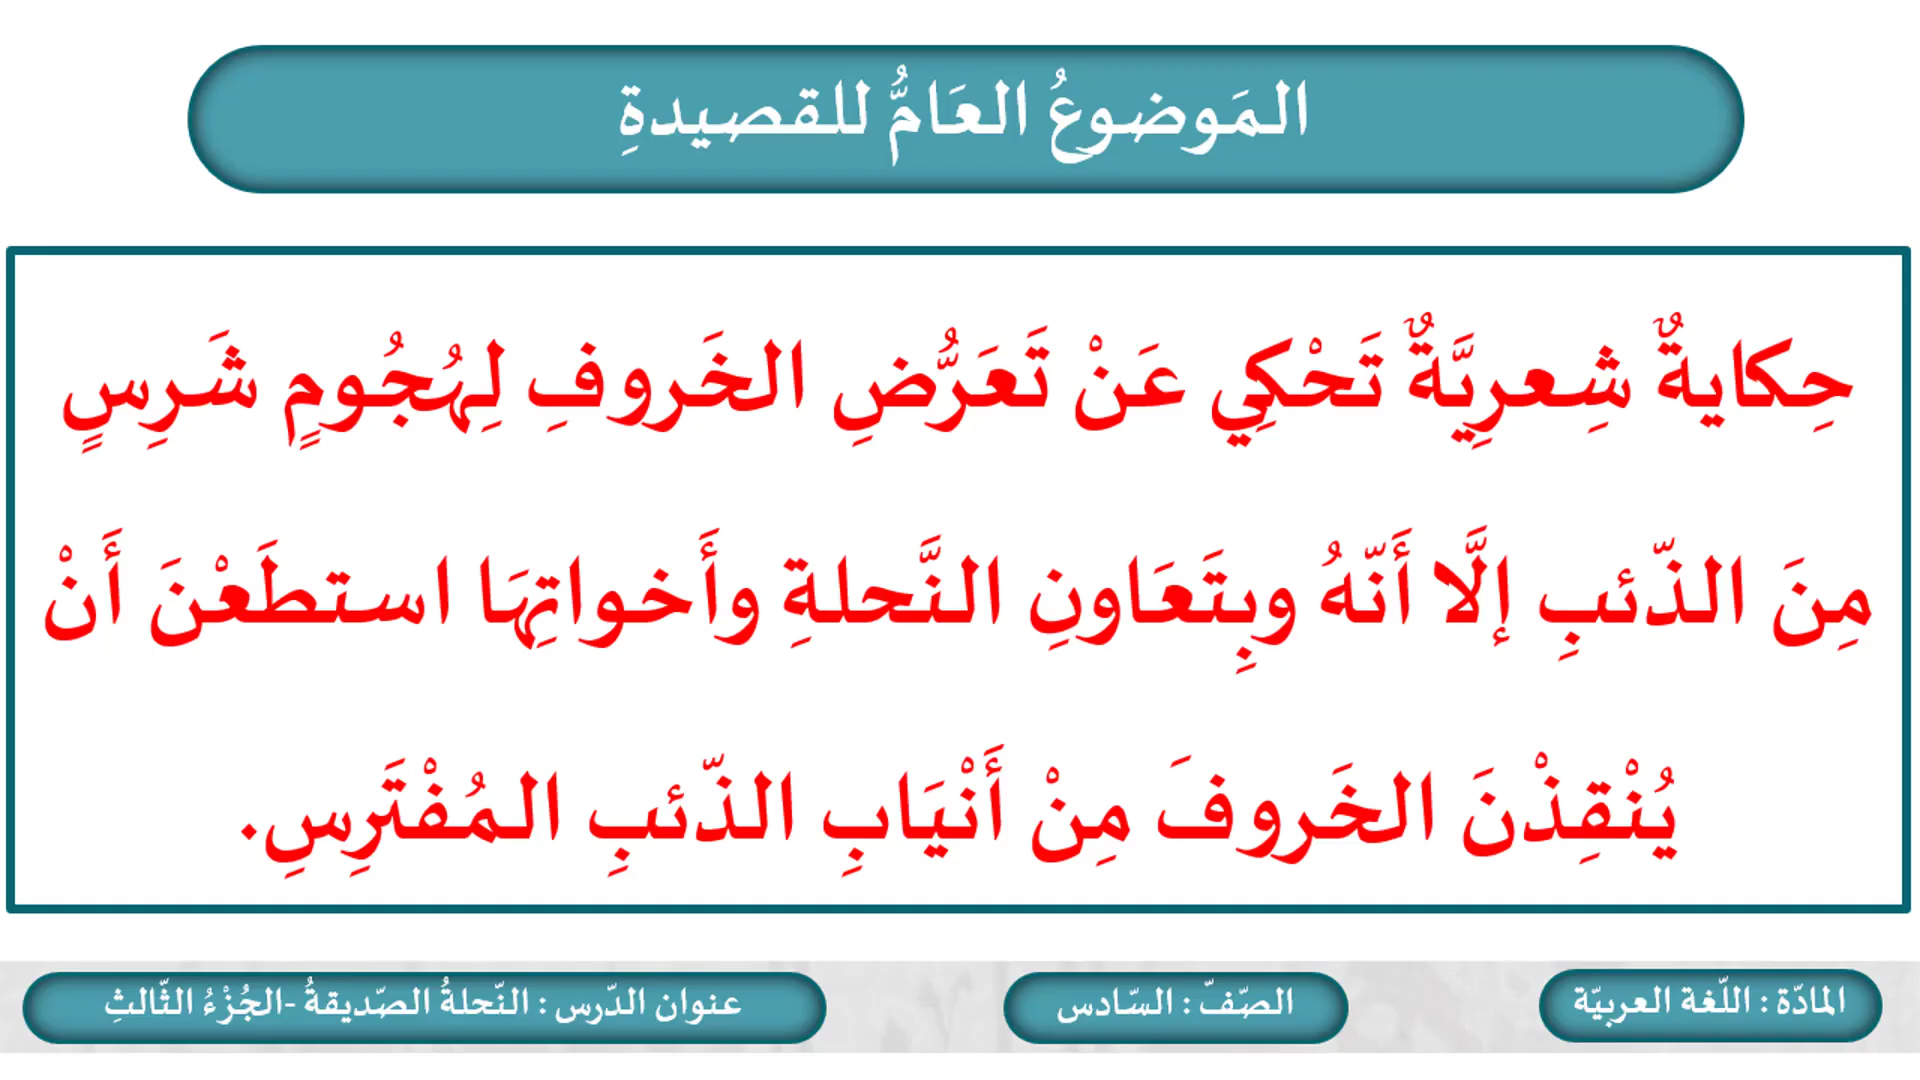 المَوضوعُ العَامُّ للقصيدةِ
حِكايةٌ شِعرِيَّةٌ تَحْكِي عَنْ تَعَرُّضِ الخَروفِ لِهُجُومٍ شَرِسٍ
مِنَ الذّئبِ إلَّا أَنّهُ وبِتَعَاونِ النَّحلةِ وأَخواتِهَا استطَعْنَ أَنْ
يُنْقِذْنَ الخَروفَ مِنْ أَنْيَابِ الذّئبِ المُفْتَرِسِ.
المادّة : اللّغة العربيّة
الصّفّ : السّادس
عنوان الدّرس : النّحلةُ الصّديقةُ -الجُزْءُ الثّالثِ